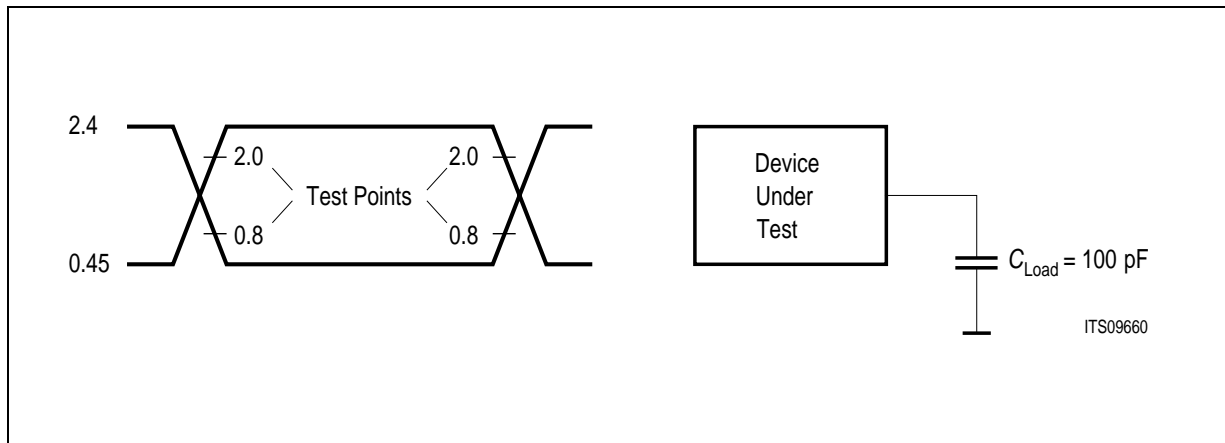 2.4
2.0
2.0
Test Points
0.8
0.8
0.45
Device
Under
Test
C Load = 100 pF
ITS09660